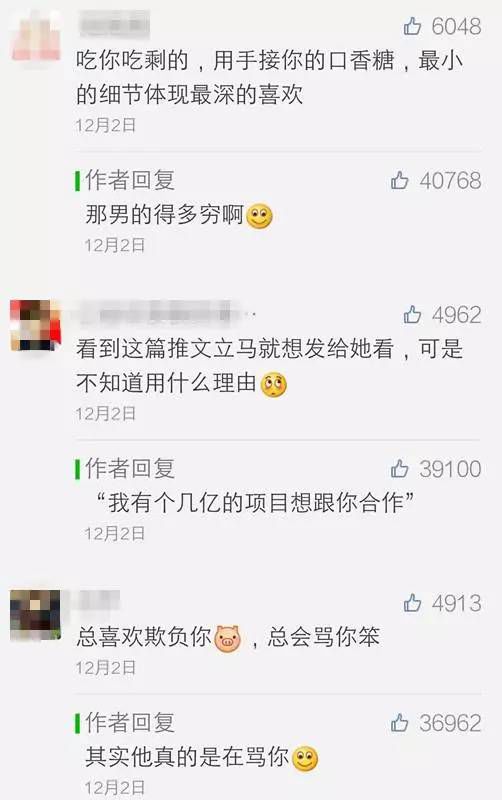 6048
吃你吃剩的，用手接你的口香糖，最小
的细节体现最深的喜欢
12月2日
作者回复
40768
那男的得多穷啊
12月2日
4962
看到这篇推文立马就想发给她看，可是
不知道用什么理由
12月2日
作者回复
39100
“我有个几亿的项目想跟你合作”
12月2日
4913
总喜欢欺负你，总会骂你笨
12月2日
作者回复
36962
其实他真的是在骂你
12月2日